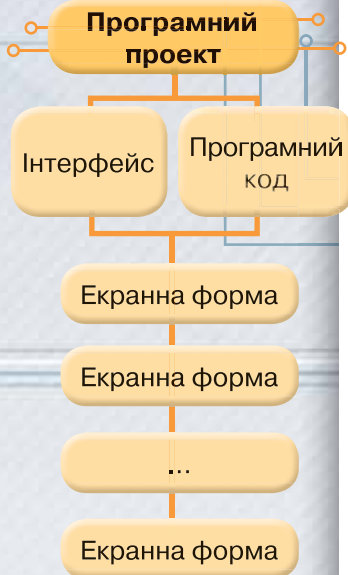 Програмний
проект
Інтерфейс
Програмний
код
Екранна форма
Екранна форма
...
Екранна форма